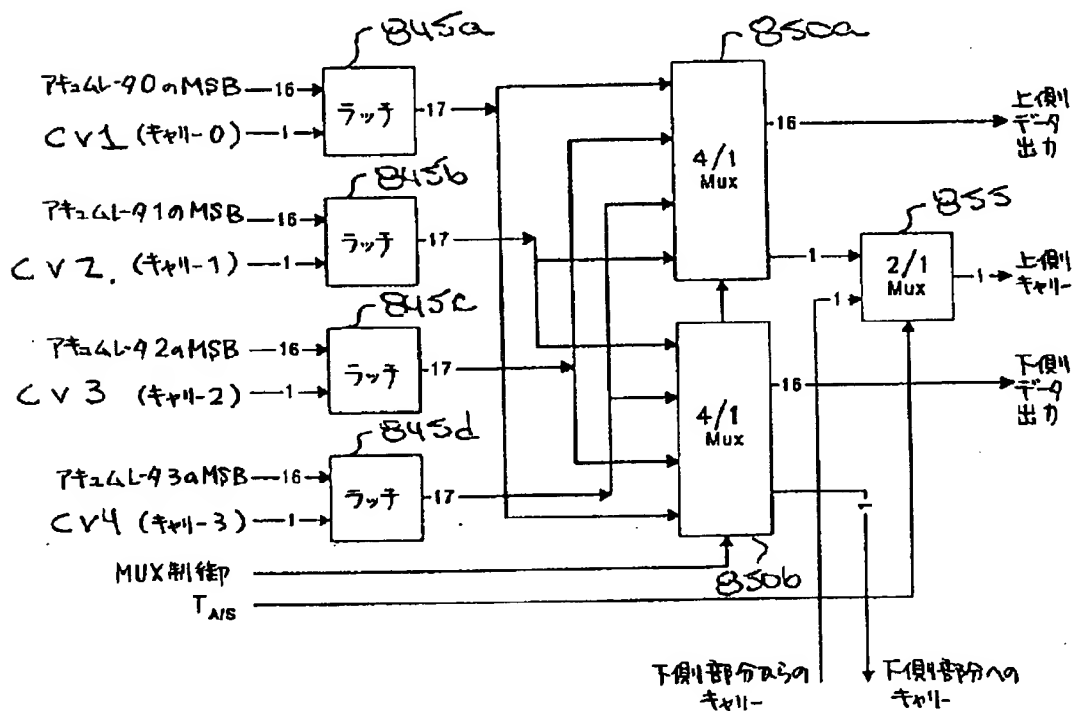 845a
アキュムレータ0のMSB 16
CV1 (キャリー0) 1
ラッチ
17
845b
アキュムレータ1のMSB 16
CV2. (キャリー1) 1
ラッチ
17
845c
アキュムレータ2のMSB 16
CV3 (キャリー2) 1
ラッチ
17
845d
アキュムレータ3のMSB 16
CV4 (キャリー3) 1
ラッチ
17
MUX制御
TA/S
850a
4/1
Mux
16
上側
データ
出力
1
855
2/1
Mux
1
1
上側
キャリー
4/1
Mux
16
下側
データ
出力
1
850b
下側部分からの
キャリー
下側部分への
キャリー